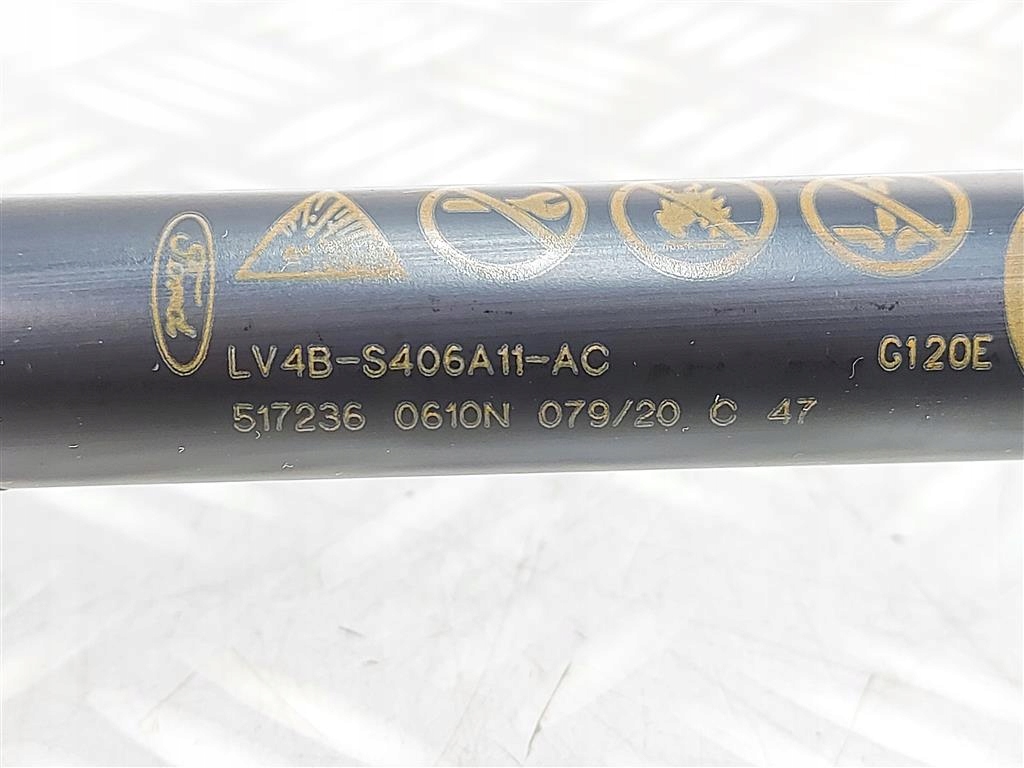 Ford
LV4B-S406A11-AC G120E
517236 0610N 079/20 C 47